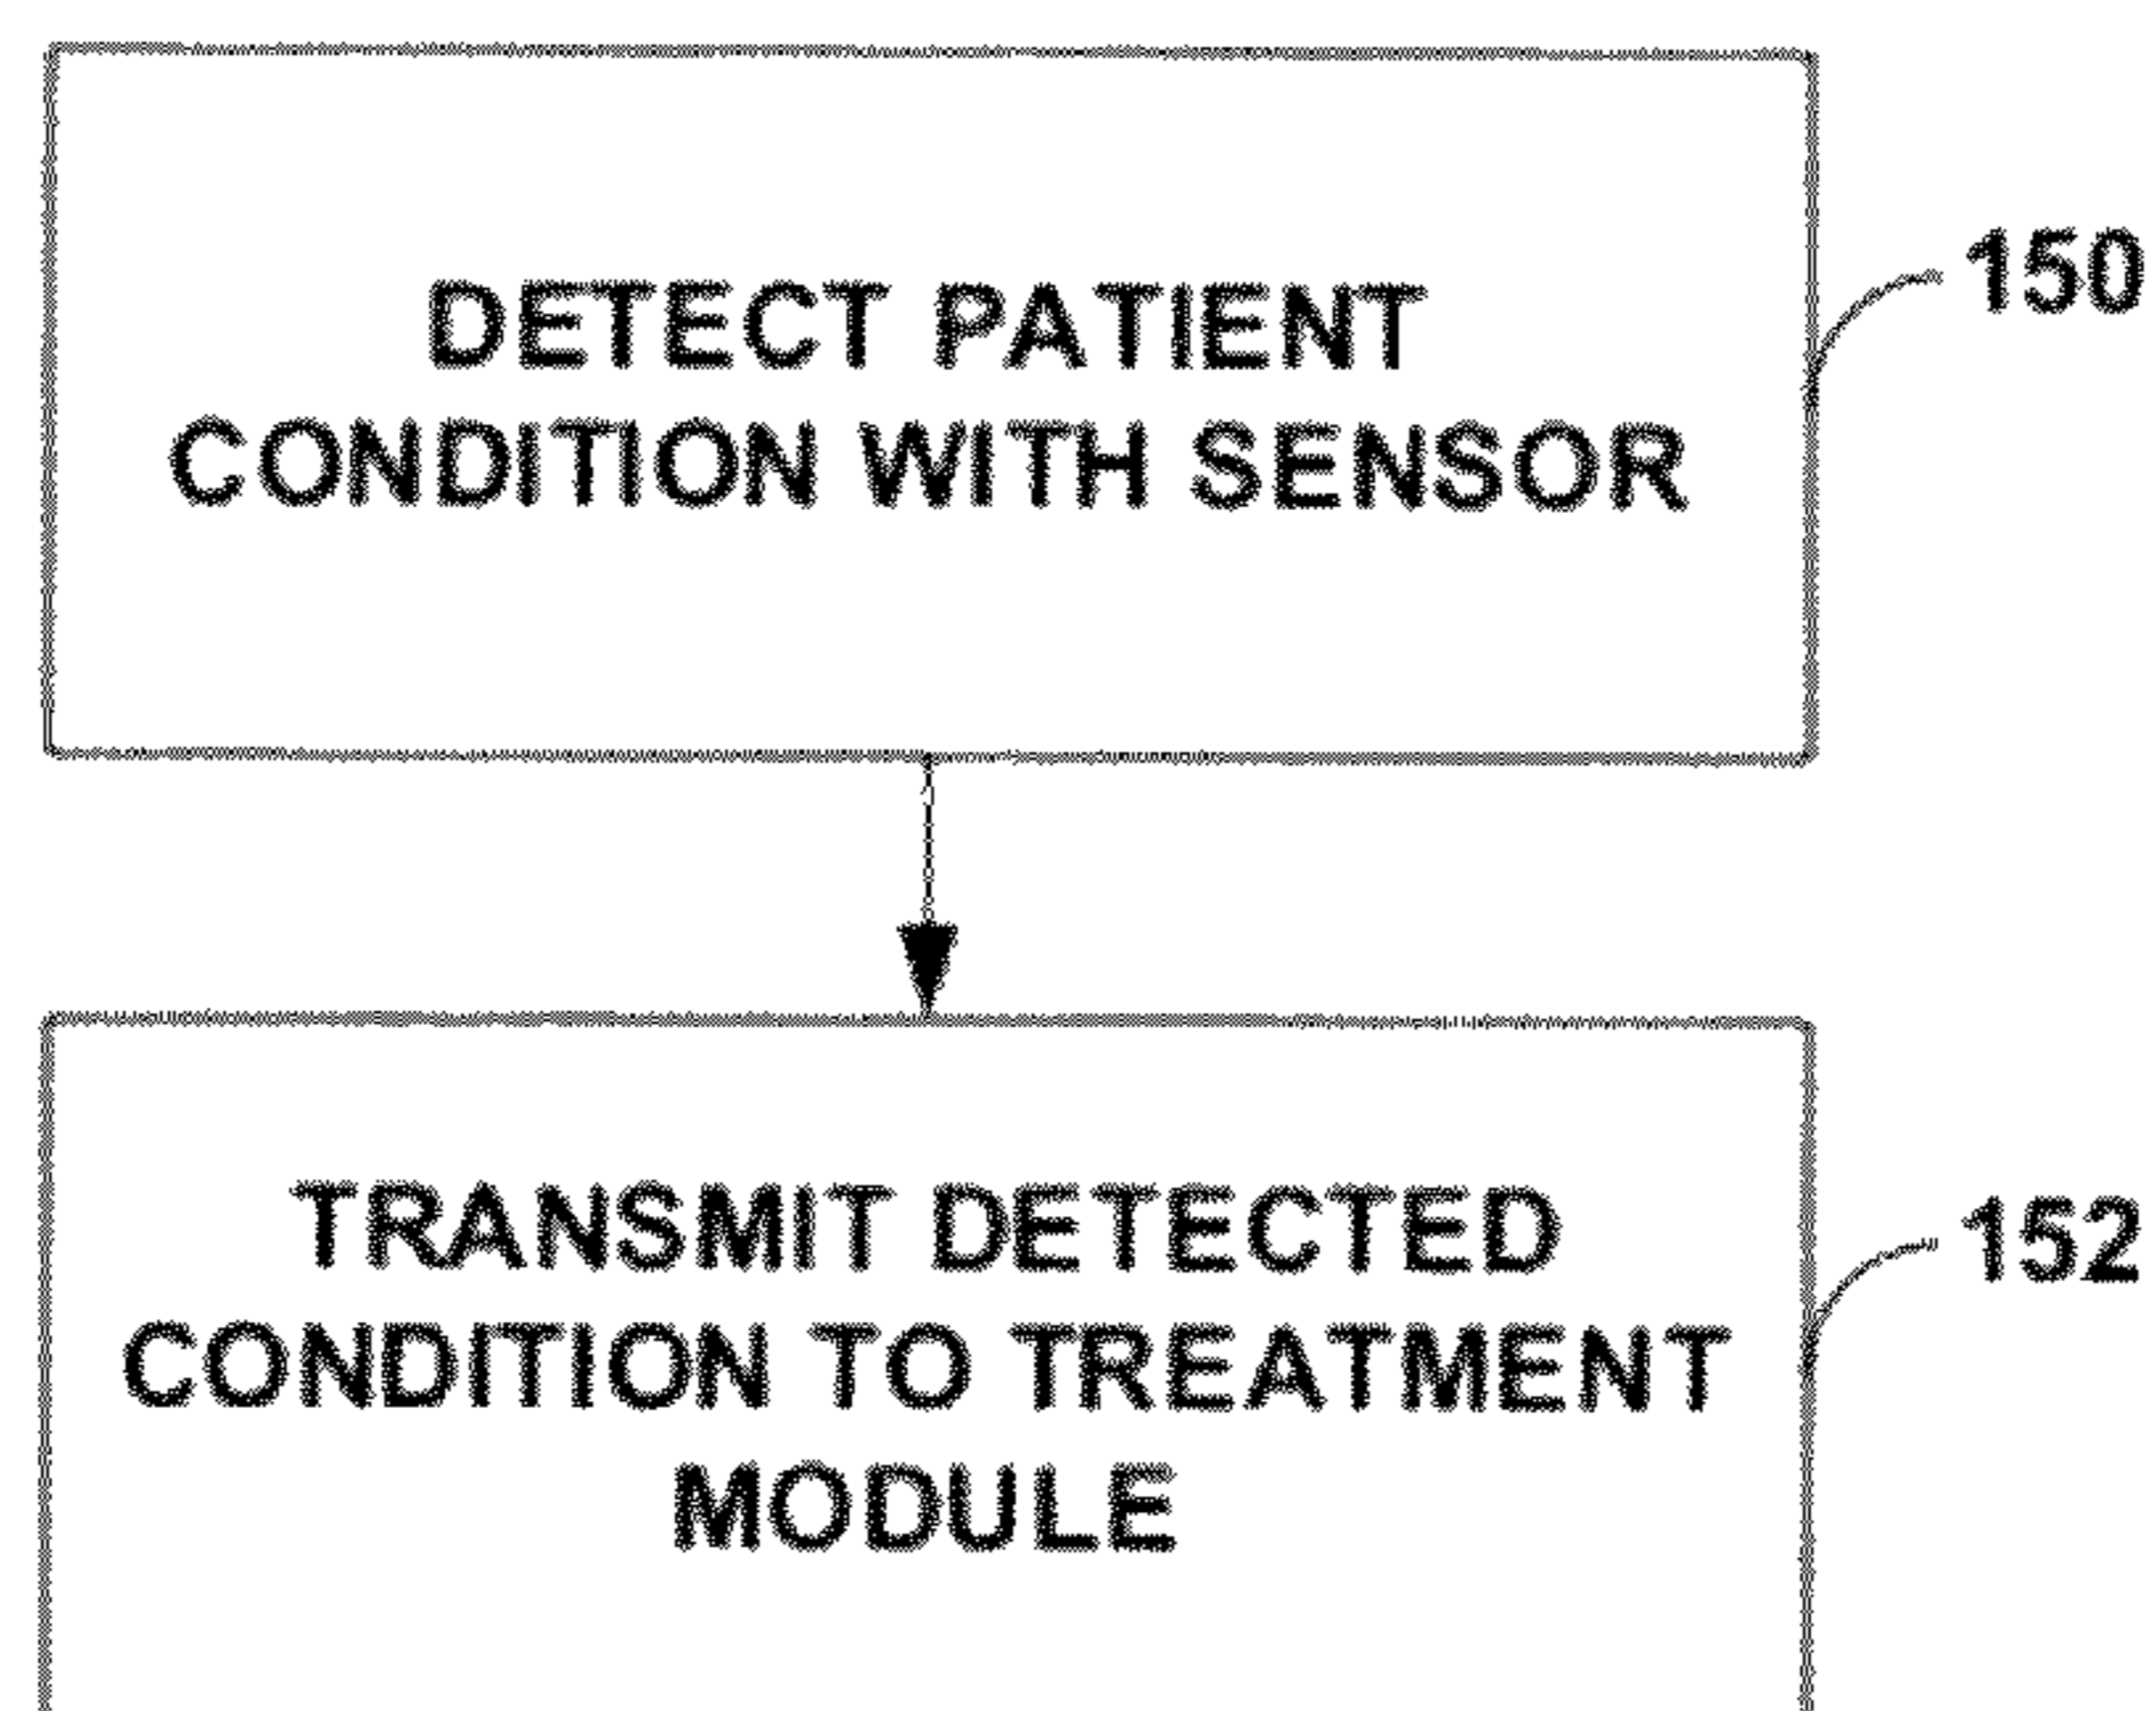 DETECT PATIENT
CONDITION WITH SENSOR
150
TRANSMIT DETECTED
CONDITION TO TREATMENT
MODULE
152